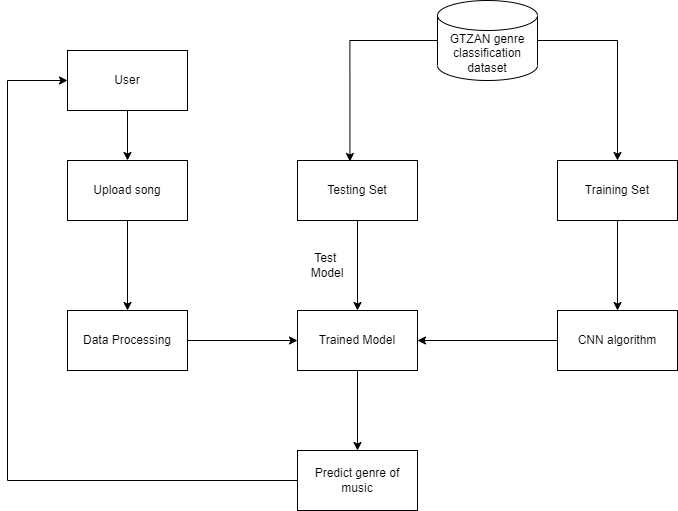 GTZAN genre
classification
dataset
User
Upload song
Testing Set
Training Set
Test
Model
Data Processing
Trained Model
CNN algorithm
Predict genre of
music